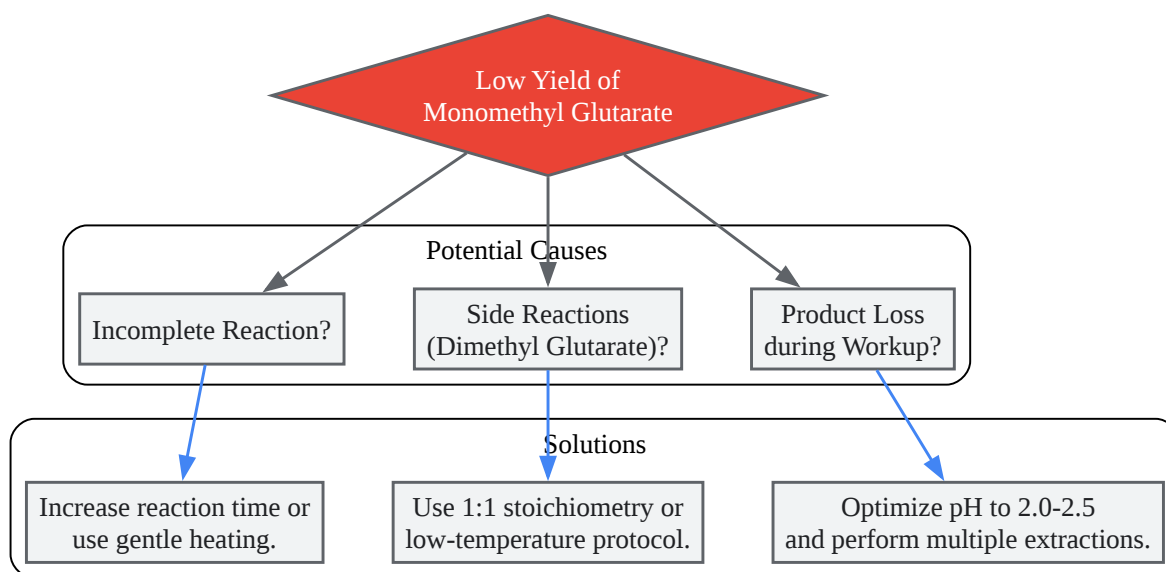 Low Yield of
Monomethyl Glutarate
Potential Causes
Incomplete Reaction?
Side Reactions
(Dimethyl Glutarate)?
Product Loss
during Workup?
Solutions
Increase reaction time or
use gentle heating.
Use 1:1 stoichiometry or
low-temperature protocol.
Optimize pH to 2.0-2.5
and perform multiple extractions.